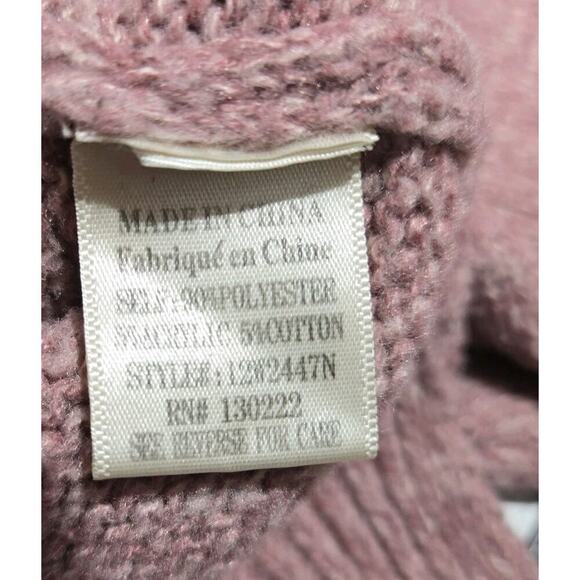 MADE IN CHINA
Fabriqué en Chine
SELF:90%POLYESTER
5%ACRYLIC 5%COTTON
STYLE#:12W2447N
RN# 130222
SEE REVERSE FOR CARE